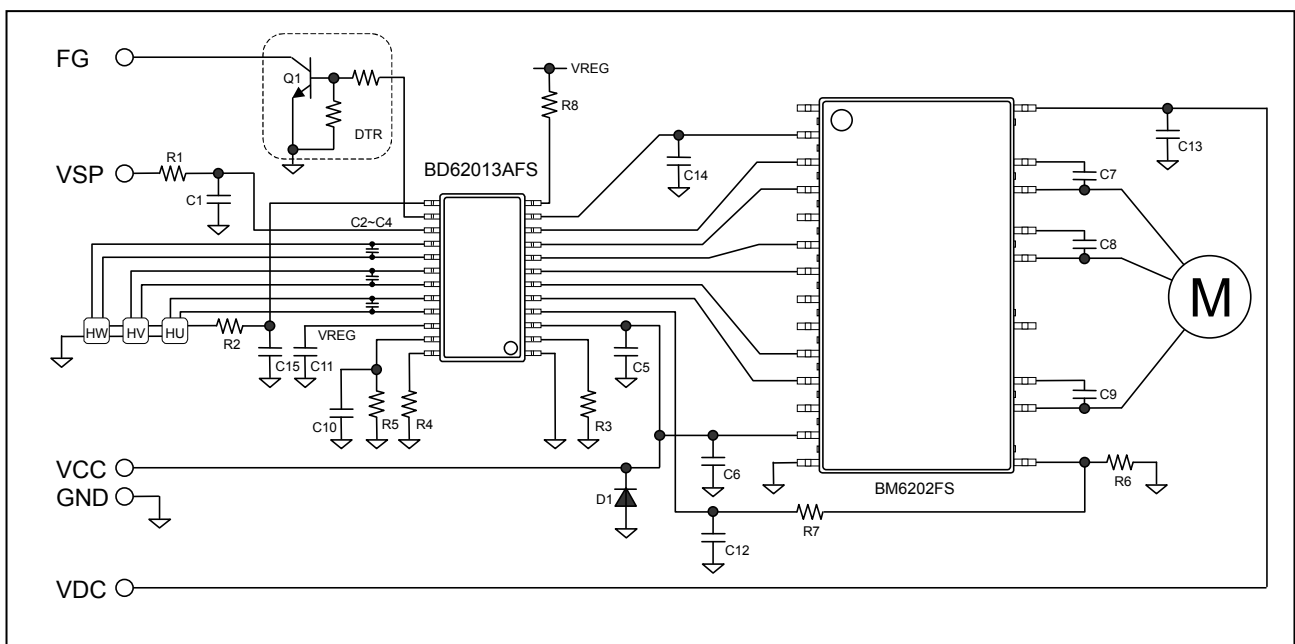 FG
Q1
DTR
VREG
R8
VSP
R1
C1
BD62013AFS
C14
C13
C2~C4
C7
C8
M
HW
HV
HU
R2
C15
VREG
C11
C5
C10
R5
R4
R3
C9
VCC
GND
D1
C6
BM6202FS
R6
R7
C12
VDC